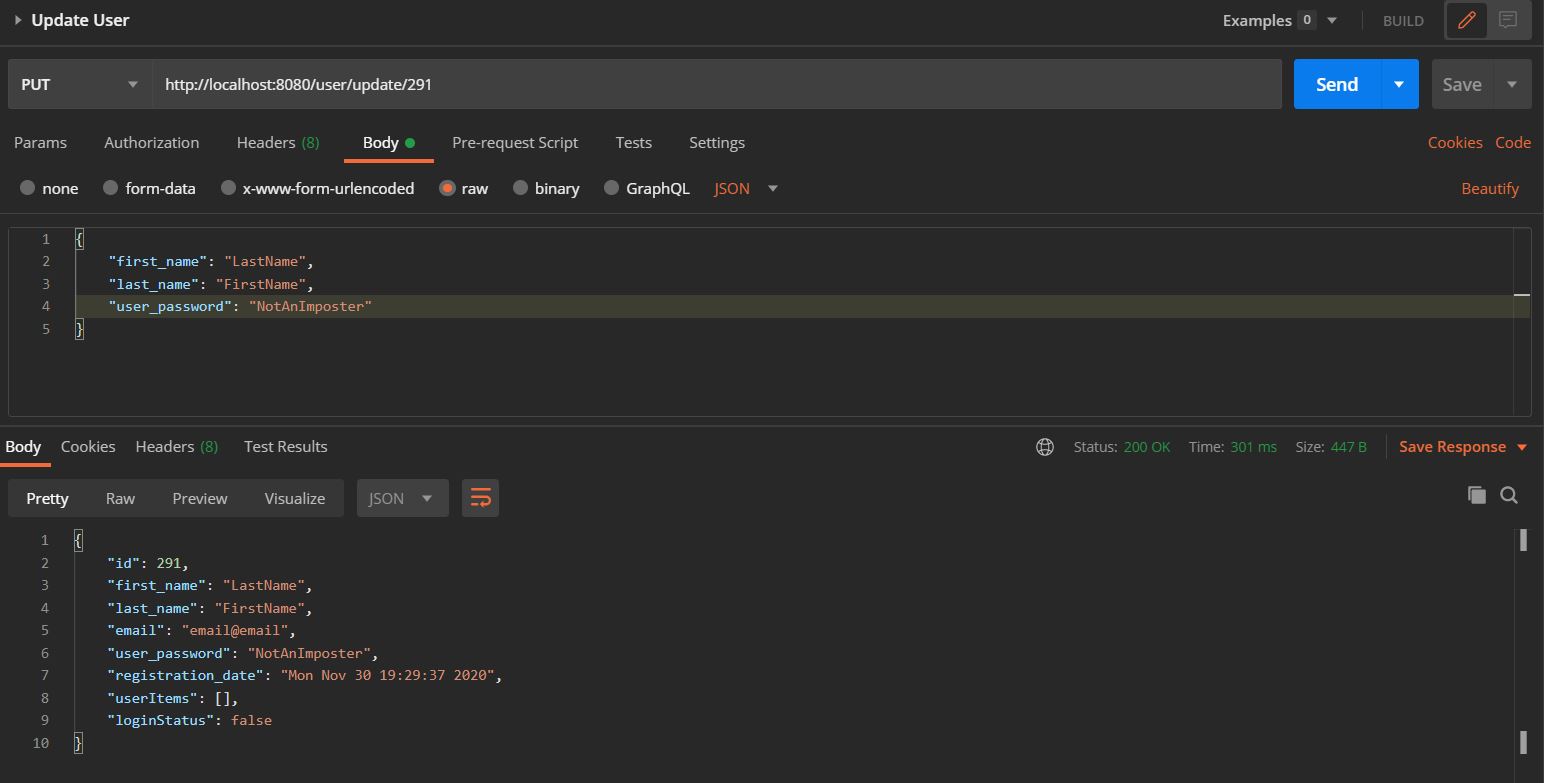 Update User Examples 0 BUILD
PUT http://localhost:8080/user/update/291 Send Save
Params Authorization Headers (8) Body Pre-request Script Tests Settings Cookies Code
none form-data x-www-form-urlencoded raw binary GraphQL JSON Beautify
1 {
2 "first_name": "LastName",
3 "last_name": "FirstName",
4 "user_password": "NotAnImposter"
5 }
Body Cookies Headers (8) Test Results Status: 200 OK Time: 301 ms Size: 447 B Save Response
Pretty Raw Preview Visualize JSON
1 {
2 "id": 291,
3 "first_name": "LastName",
4 "last_name": "FirstName",
5 "email": "email@email",
6 "user_password": "NotAnImposter",
7 "registration_date": "Mon Nov 30 19:29:37 2020",
8 "userItems": [],
9 "loginStatus": false
10 }